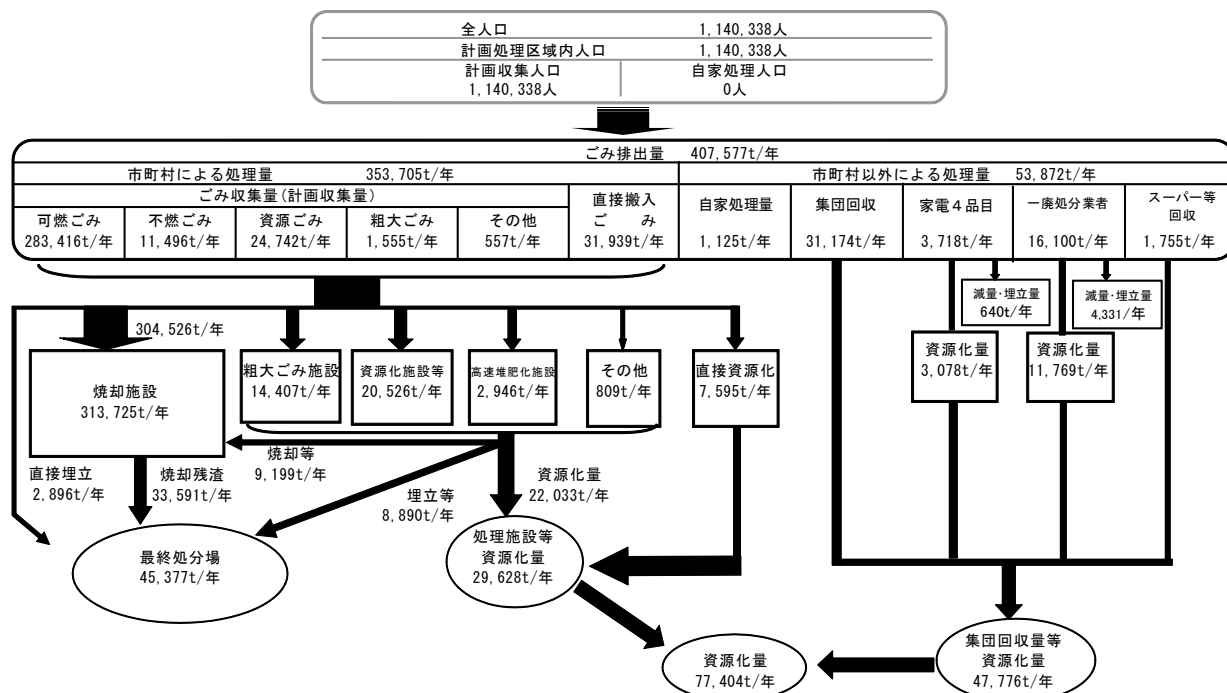 全人口 1,140,338人
計画処理区域内人口 1,140,338人
計画収集人口 自家処理人口
1,140,338人 0人
ごみ排出量 407,577t/年
市町村による処理量 353,705t/年 市町村以外による処理量 53,872t/年
ごみ収集量(計画収集量)
可燃ごみ
283,416t/年
不燃ごみ
11,496t/年
資源ごみ
24,742t/年
粗大ごみ
1,555t/年
その他
557t/年
直接搬入
ごみ
31,939t/年
自家処理量
1,125t/年
集団回収
31,174t/年
家電4品目
3,718t/年
一廃処分業者
16,100t/年
スーパー等
回収
1,755t/年
減量・埋立量
640t/年
減量・埋立量
4,331/年
304,526t/年
焼却施設
313,725t/年
粗大ごみ施設
14,407t/年
資源化施設等
20,526t/年
高速堆肥化施設
2,946t/年
その他
809t/年
直接資源化
7,595t/年
資源化量
3,078t/年
資源化量
11,769t/年
直接埋立
2,896t/年
焼却残渣
33,591t/年
焼却等
9,199t/年
埋立等
8,890t/年
資源化量
22,033t/年
最終処分場
45,377t/年
処理施設等
資源化量
29,628t/年
資源化量
77,404t/年
集団回収量等
資源化量
47,776t/年